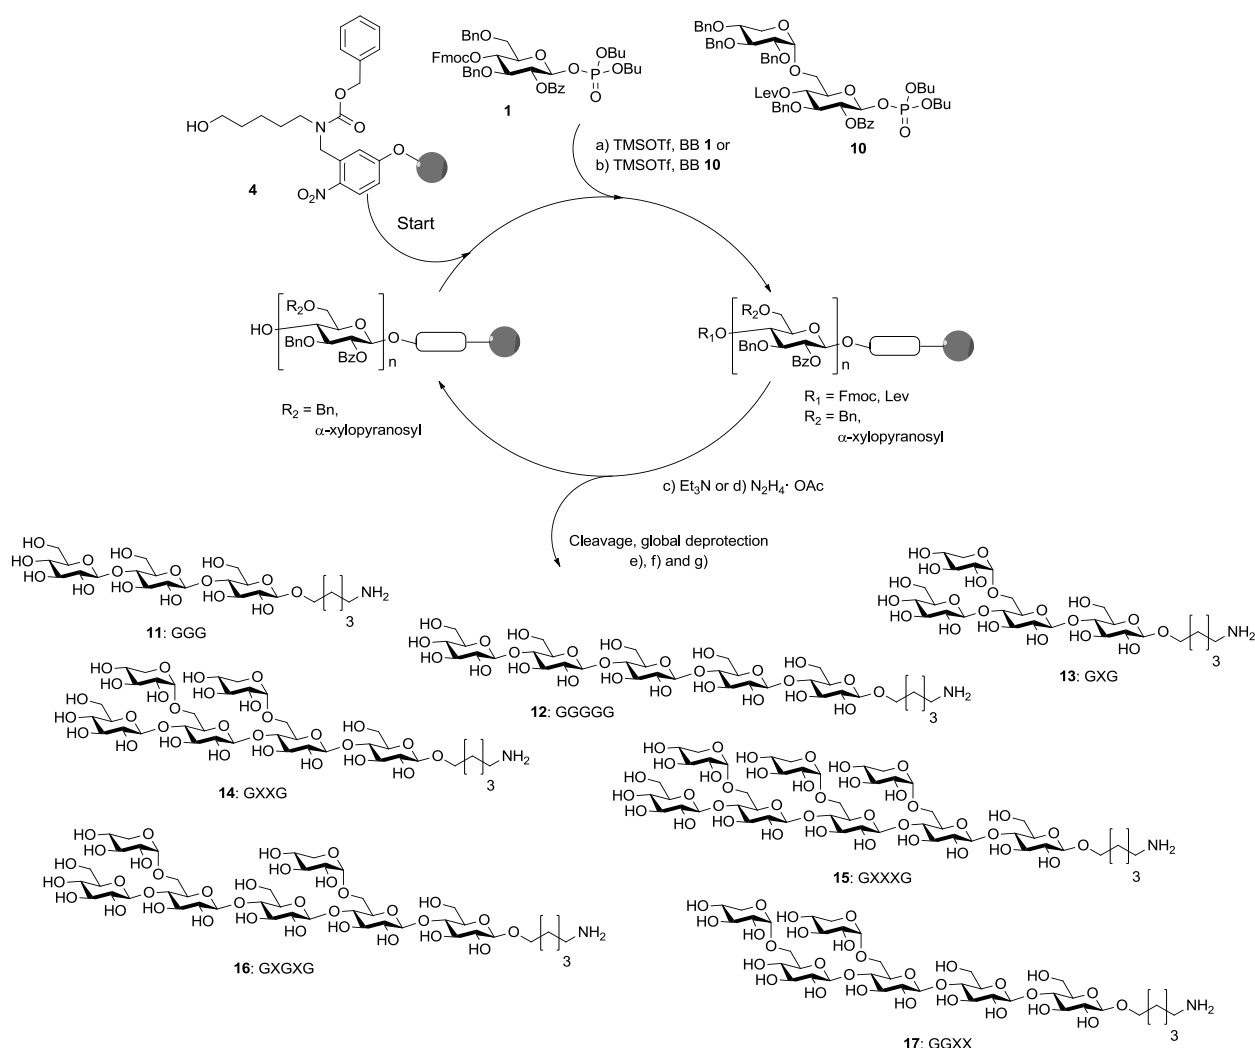 BnO
FmocO
BnO
OBz
O
O
P
OBu
OBu
O
1
BnO
BnO
BnO
O
O
LevO
BnO
OBz
O
O
P
OBu
OBu
O
10
O
O
HO
N
O
NO2
4
a) TMSOTf, BB 1 or
b) TMSOTf, BB 10
Start
R2O
HO
BnO
BzO
O
O
n
R2O
R1O
BnO
BzO
O
O
n
R2 = Bn,
α-xylopyranosyl
R1 = Fmoc, Lev
R2 = Bn
α-xylopyranosyl
c) Et3N or d) N2H4· OAc
Cleavage, global deprotection
e), f) and g)
11: GGG
12: GGGGG
13: GXG
14: GXXG
15: GXXXG
16: GXGXG
17: GGXX